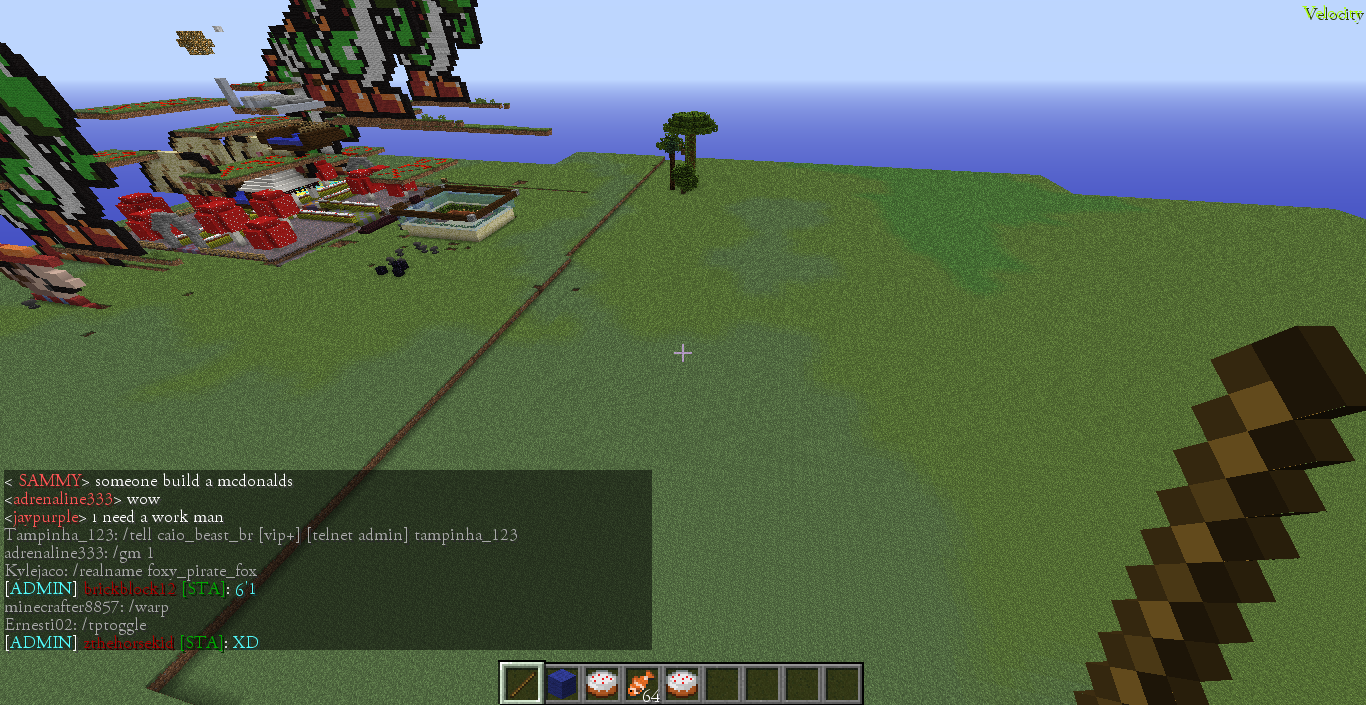 Velocity
< SAMMY> someone build a mcdonalds
<adrenaline333> wow
<jaypurple> i need a work man
Tampinha_123: /tell caio_beast_br [vip+] [telnet admin] tampinha_123
adrenaline333: /gm 1
Kylejaco: /realname foxy_pirate_fox
[ADMIN] [STA]: 6'1
minecrafter8857: /warp
Ernesti02: /tptoggle
[ADMIN] [STA]: XD
64